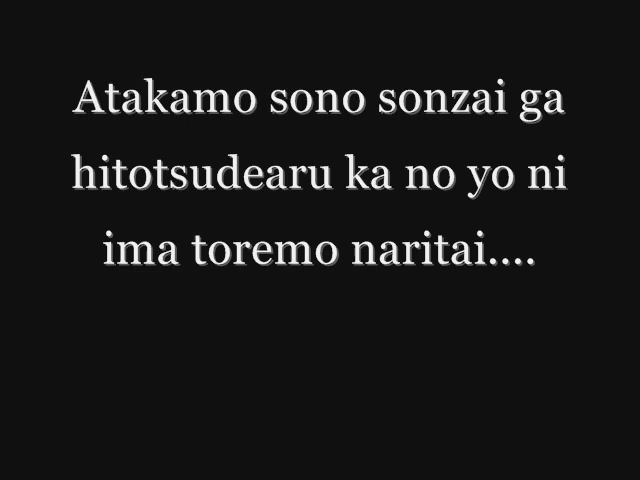 Atakamo sono sonzai ga
hitotsudearu ka no yo ni
ima toremo naritai....